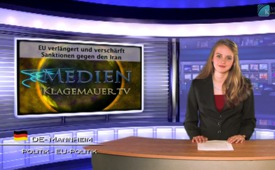 EU verlängert und verschärft
Sanktionen gegen den Iran
MEDIEN
KLAGEMAUER.TV
DE- MANNHEIM
POLITIK - EU-POLITIK